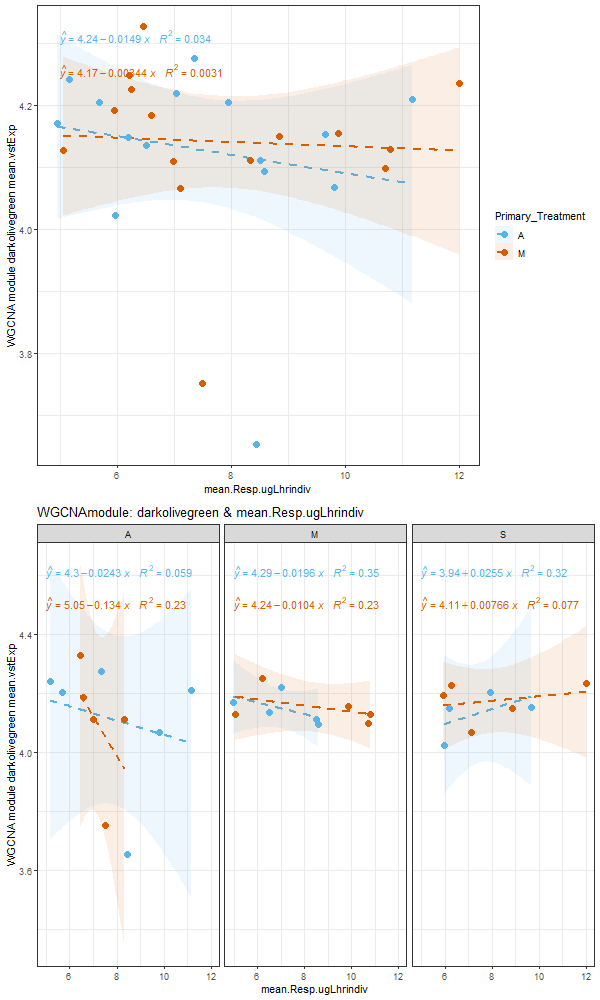 ŷ = 4.24 − 0.0149 x   R² = 0.034
ŷ = 4.17 − 0.00344 x   R² = 0.0031
4.2
4.0
3.8
WGCNA module darkolivegreen mean.vstExp
6 8 10 12
mean.Resp.ugLhrindiv
Primary_Treatment
A
M
WGCNAmodule: darkolivegreen & mean.Resp.ugLhrindiv
A M S
ŷ = 4.3 − 0.0243 x   R² = 0.059
ŷ = 5.05 − 0.134 x   R² = 0.23
ŷ = 4.29 − 0.0196 x   R² = 0.35
ŷ = 4.24 − 0.0104 x   R² = 0.23
ŷ = 3.94 + 0.0255 x   R² = 0.32
ŷ = 4.11 + 0.00766 x   R² = 0.077
4.4
4.0
3.6
WGCNA module darkolivegreen mean.vstExp
6 8 10 12 6 8 10 12 6 8 10 12
mean.Resp.ugLhrindiv